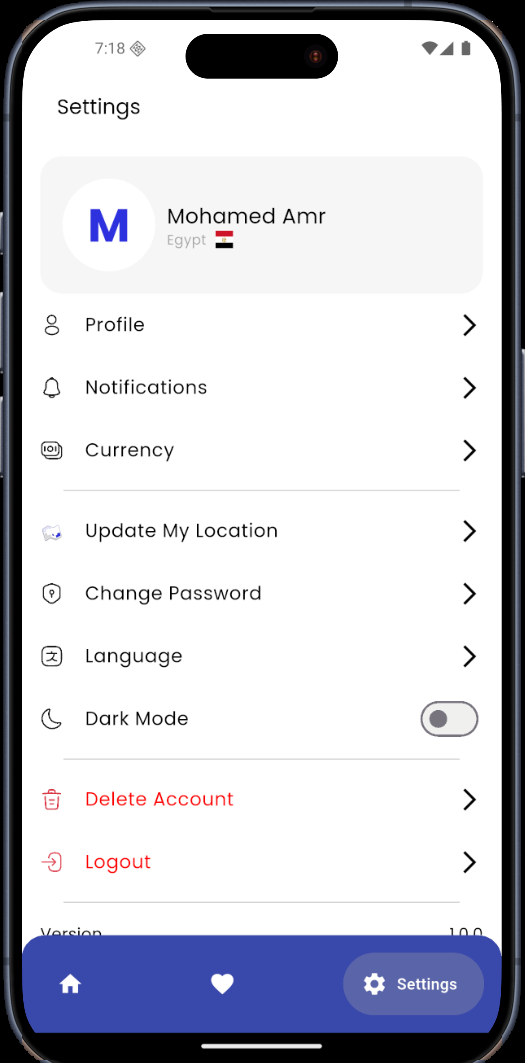 7:18
Settings
M
Mohamed Amr
Egypt
Profile
Notifications
Currency
Update My Location
Change Password
Language
Dark Mode
Delete Account
Logout
Version 1.0.0
Settings